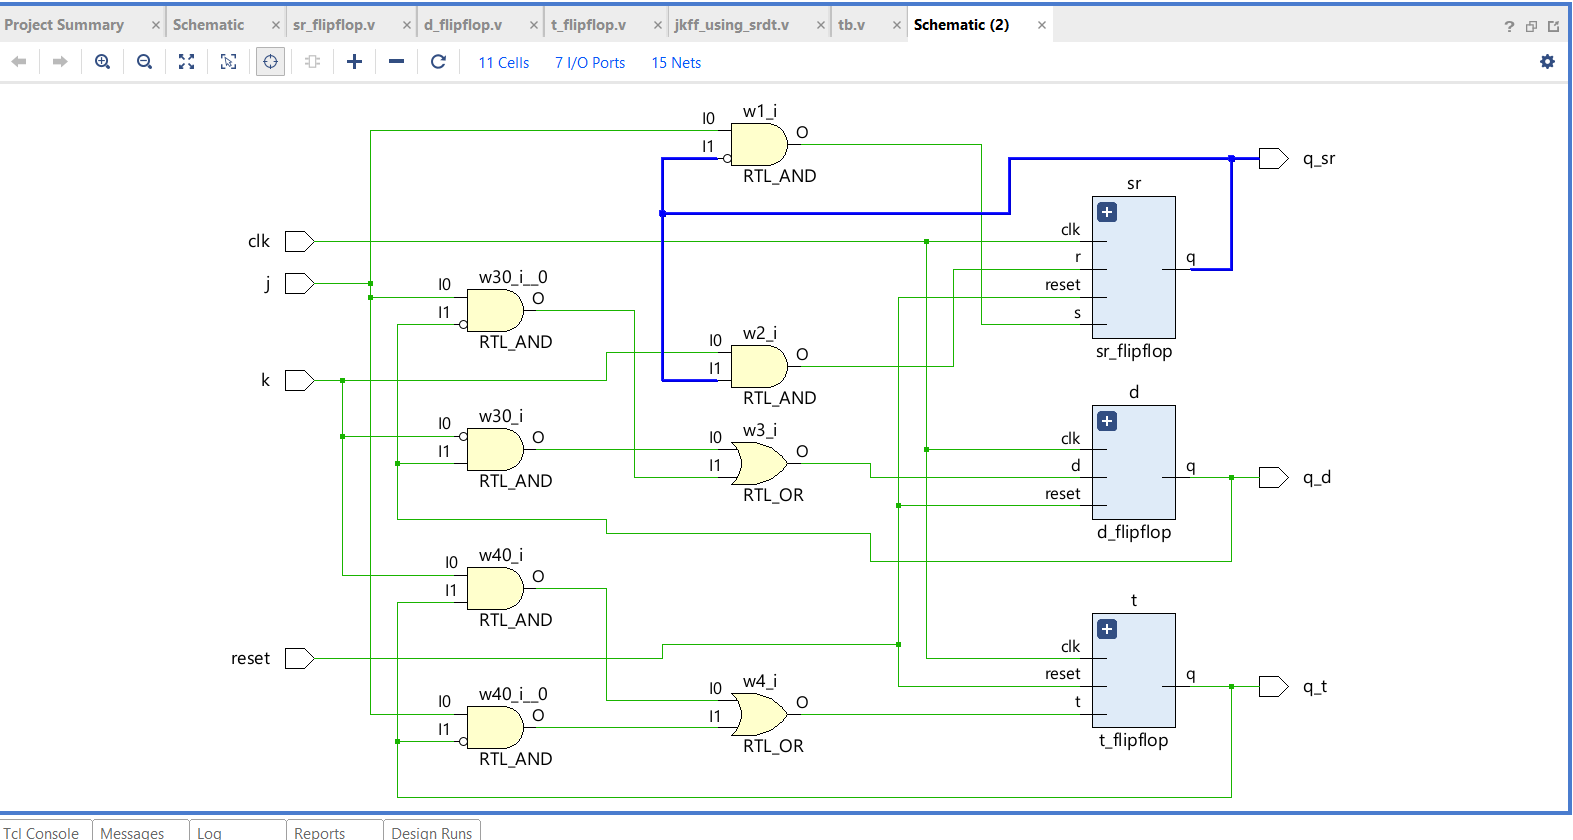 Project Summary × Schematic × sr_flipflop.v × d_flipflop.v × t_flipflop.v × jkff_using_srdt.v × tb.v × Schematic (2) × ?
11 Cells 7 I/O Ports 15 Nets
w1_i
I0 O
I1
RTL_AND
q_sr
sr
clk
r q
reset
s
sr_flipflop
clk
j
w30_i__0
I0 O
I1
RTL_AND
w2_i
I0 O
I1
RTL_AND
k
w30_i
I0 O
I1
RTL_AND
w3_i
I0 O
I1
RTL_OR
d
clk
d q
reset
d_flipflop
q_d
w40_i
I0 O
I1
RTL_AND
reset
w40_i__0
I0 O
I1
RTL_AND
w4_i
I0 O
I1
RTL_OR
t
clk
reset q
t
t_flipflop
q_t
Tcl Console Messages Log Reports Design Runs